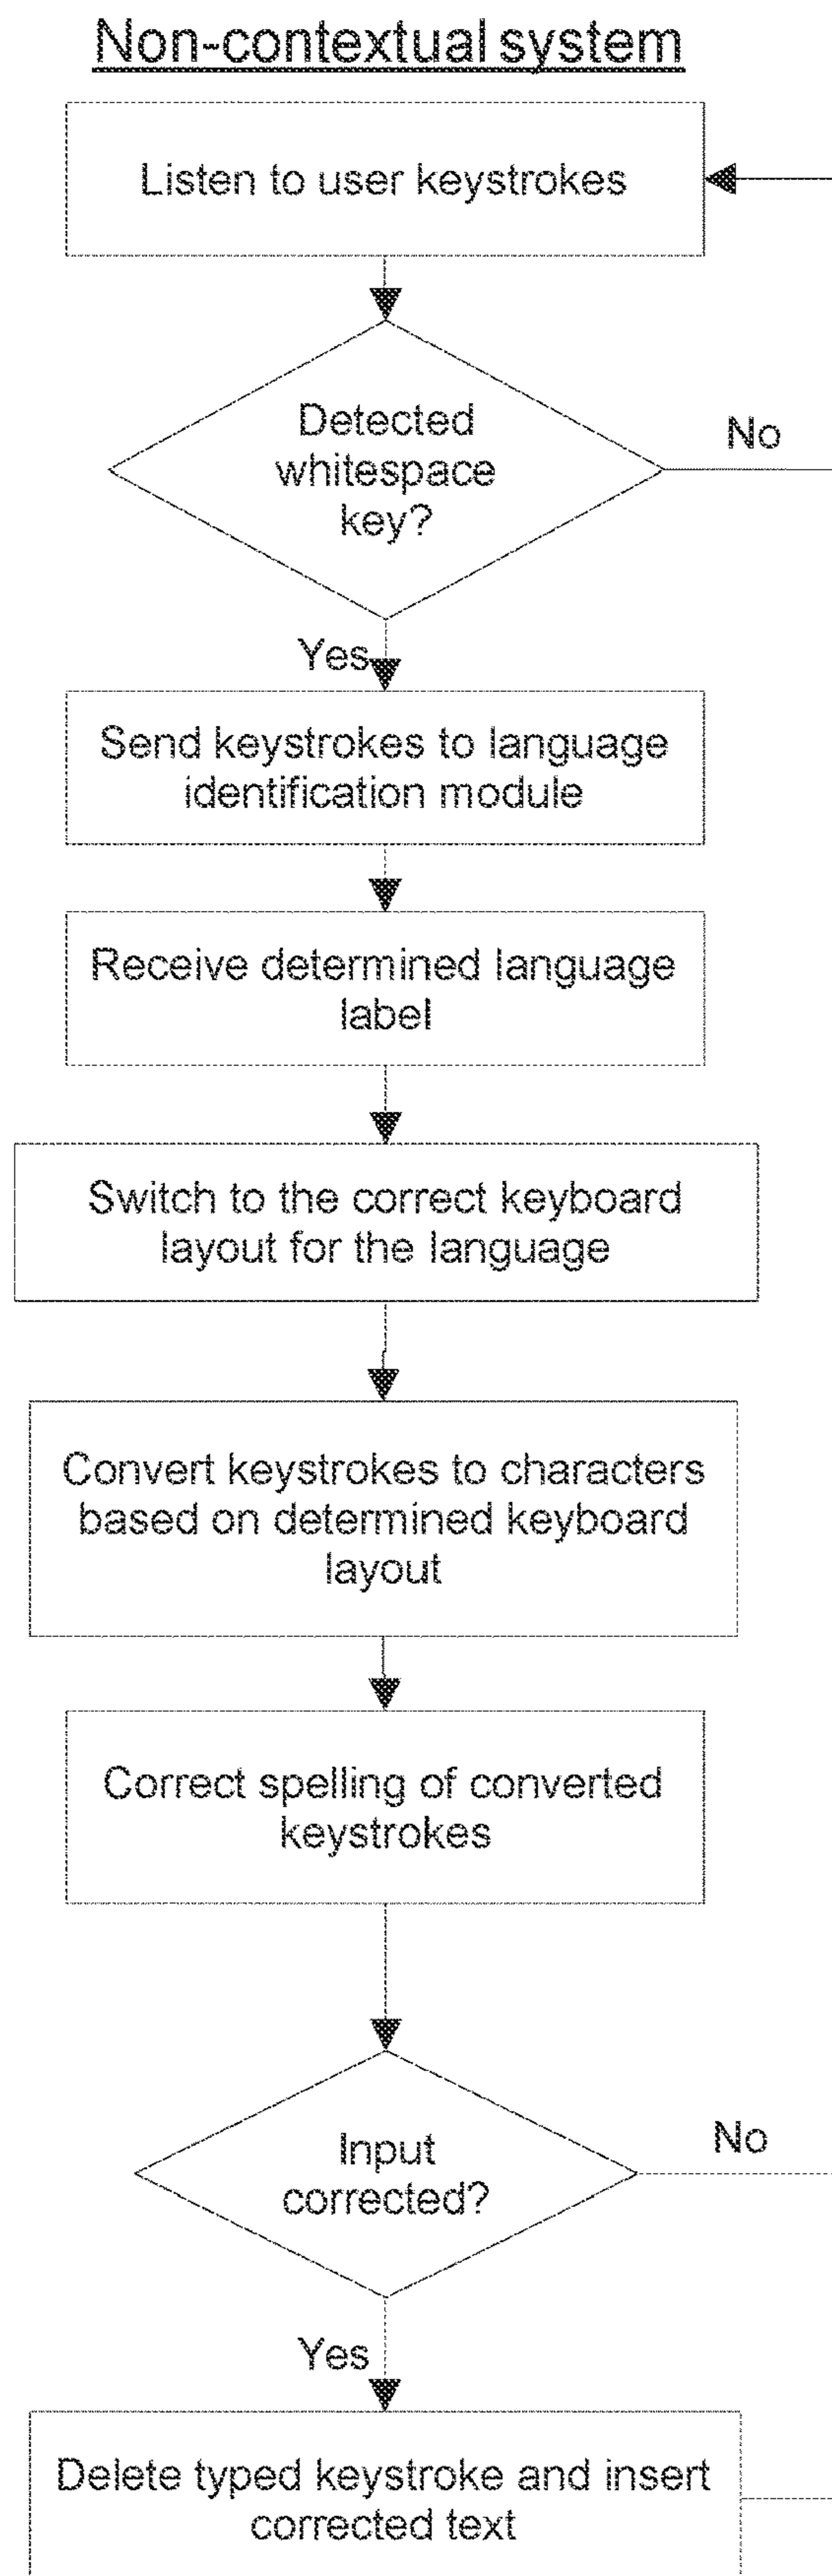 Non-contextual system
Listen to user keystrokes
Detected
whitespace
key?
No
Yes
Send keystrokes to language
identification module
Receive determined language
label
Switch to the correct keyboard
layout for the language
Convert keystrokes to characters
based on determined keyboard
layout
Correct spelling of converted
keystrokes
Input
corrected?
No
Yes
Delete typed keystroke and insert
corrected text